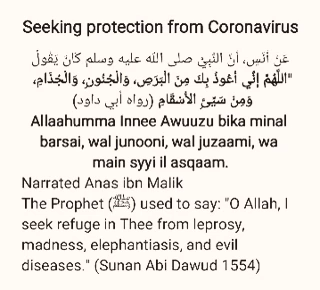 Seeking protection from Coronavirus
عَنْ أَنَسٍ، أَنَّ النَّبِيَّ صلى الله عليه وسلم كَانَ يَقُولُ
"اللَّهُمَّ إِنِّي أَعُوذُ بِكَ مِنَ الْبَرَصِ، وَالْجُنُونِ، وَالْجُذَامِ،
وَمِنْ سَيِّئِ الأَسْقَامِ (رواه أبي داود)
Allaahumma Innee Awuuzu bika minal
barsai, wal junooni, wal juzaami, wa
main syyi il asqaam.
Narrated Anas ibn Malik
The Prophet (ﷺ) used to say: "O Allah, I
seek refuge in Thee from leprosy,
madness, elephantiasis, and evil
diseases." (Sunan Abi Dawud 1554)